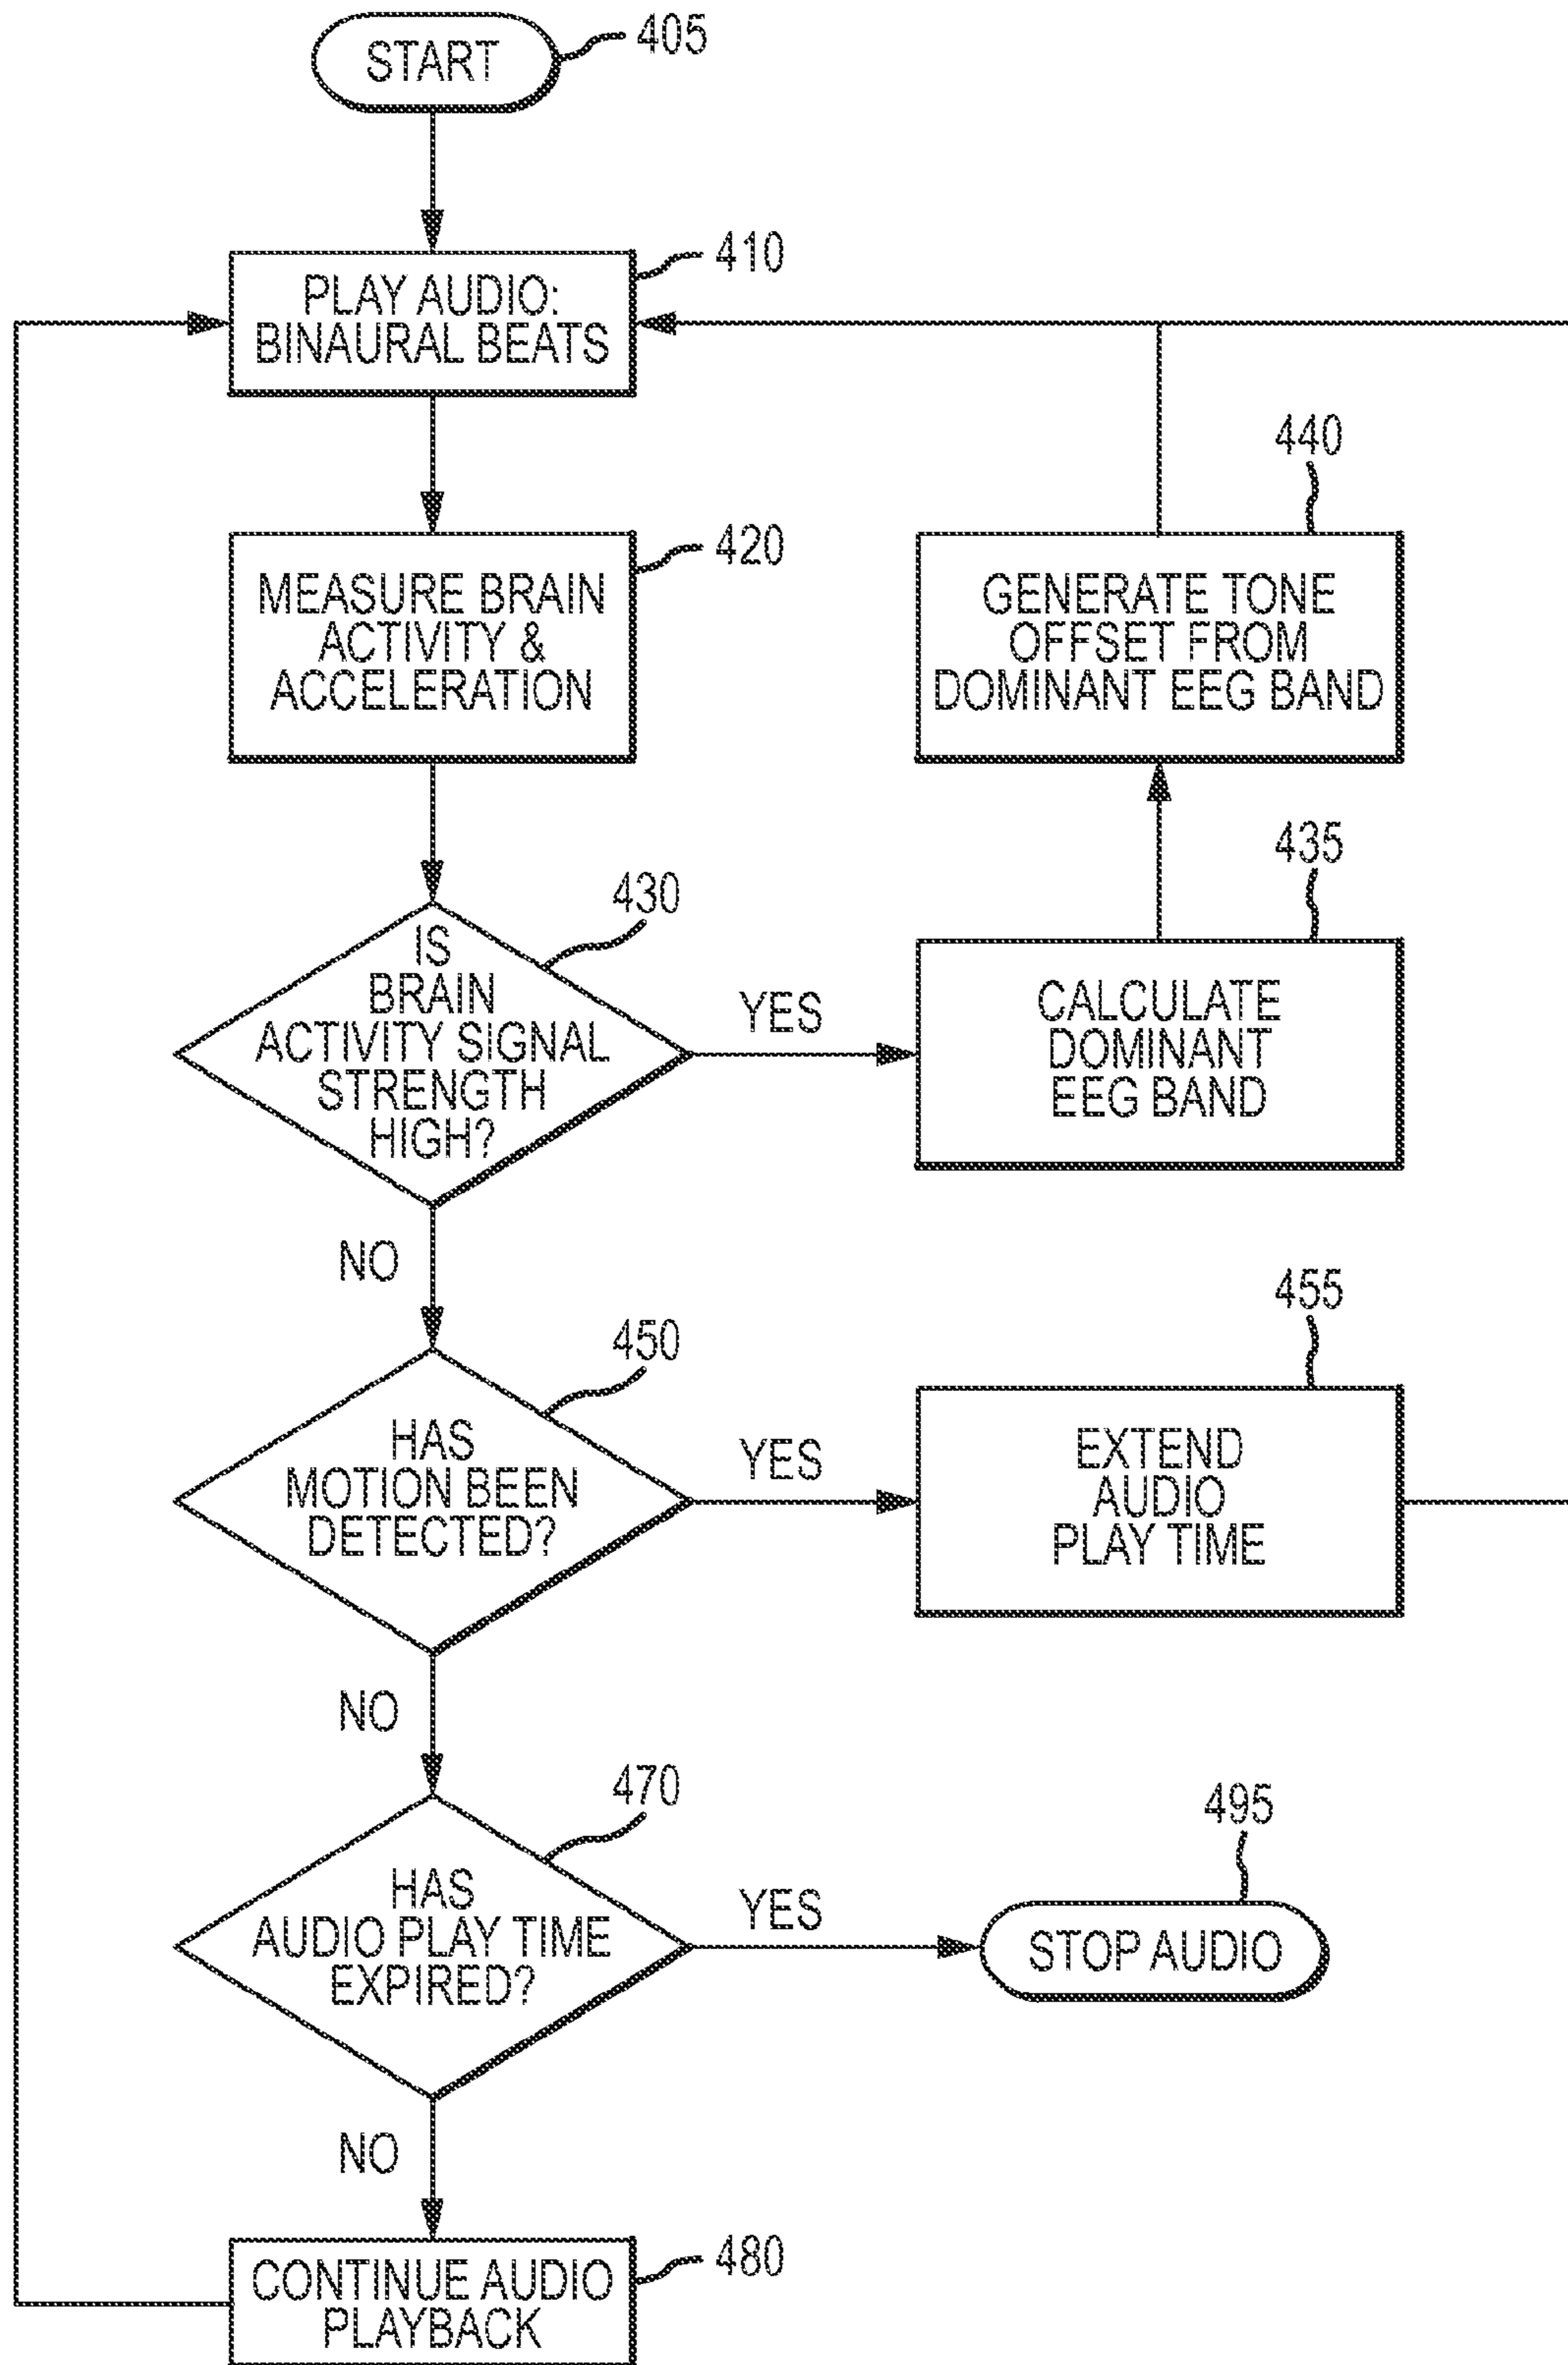 START
405
PLAY AUDIO:
BINAURAL BEATS
410
MEASURE BRAIN
ACTIVITY &
ACCELERATION
420
GENERATE TONE
OFFSET FROM
DOMINANT EEG BAND
440
IS
BRAIN
ACTIVITY SIGNAL
STRENGTH
HIGH?
430
YES
CALCULATE
DOMINANT
EEG BAND
435
NO
HAS
MOTION BEEN
DETECTED?
450
YES
EXTEND
AUDIO
PLAY TIME
455
NO
HAS
AUDIO PLAY TIME
EXPIRED?
470
YES
STOP AUDIO
495
NO
CONTINUE AUDIO
PLAYBACK
480